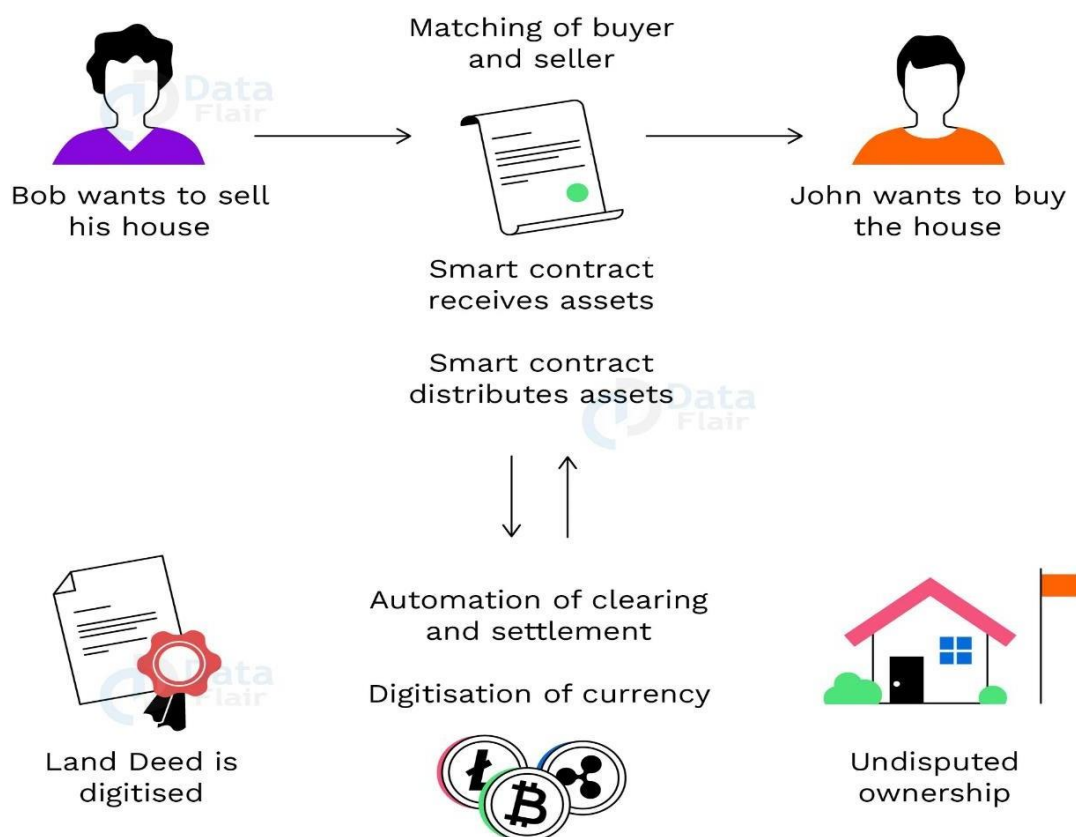 Matching of buyer
and seller
Data
Flair
Bob wants to sell
his house
John wants to buy
the house
Smart contract
receives assets
Smart contract
distributes assets
Data
Flair
Automation of clearing
and settlement
Digitisation of currency
Data
Flair
Land Deed is
digitised
Undisputed
ownership